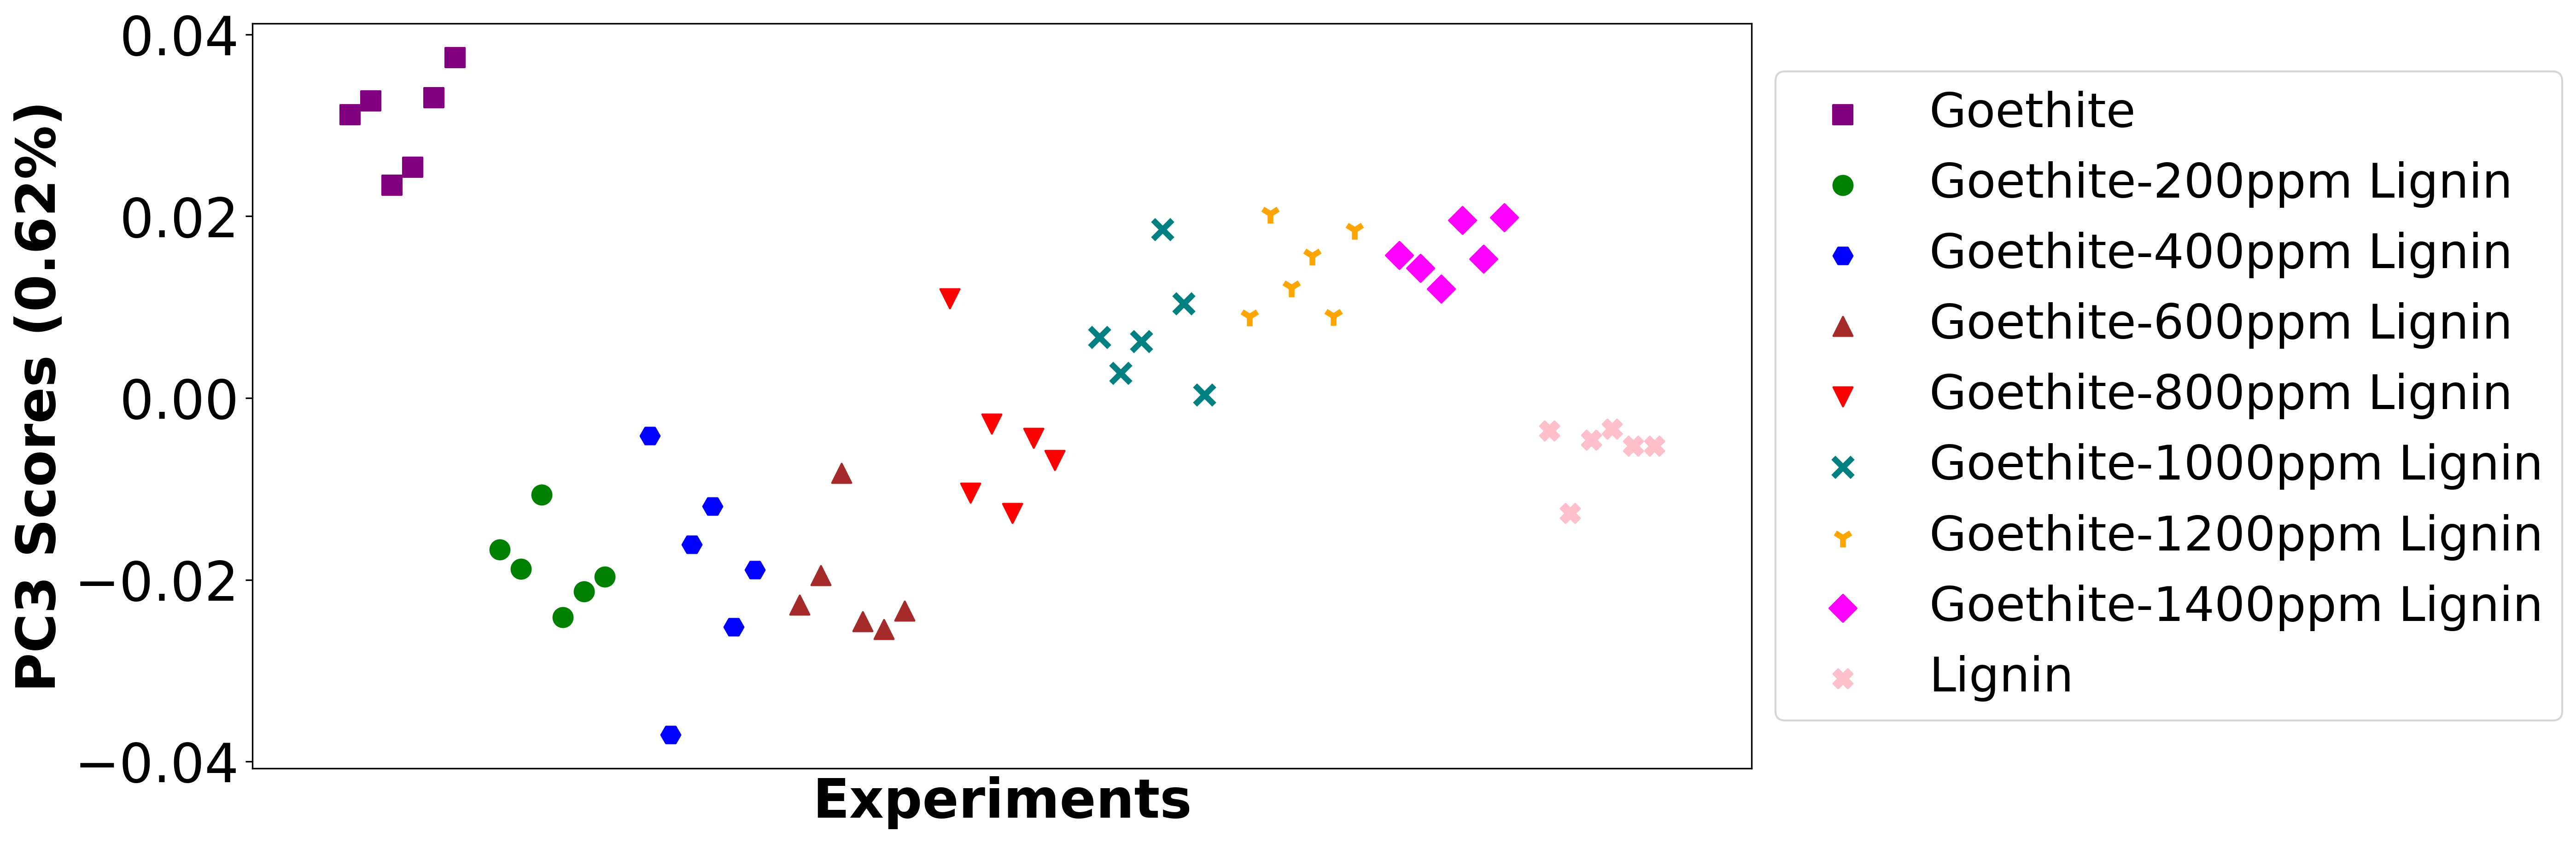 PC3 Scores (0.62%)
0.04
0.02
0.00
−0.02
−0.04
Experiments
Goethite
Goethite-200ppm Lignin
Goethite-400ppm Lignin
Goethite-600ppm Lignin
Goethite-800ppm Lignin
Goethite-1000ppm Lignin
Goethite-1200ppm Lignin
Goethite-1400ppm Lignin
Lignin